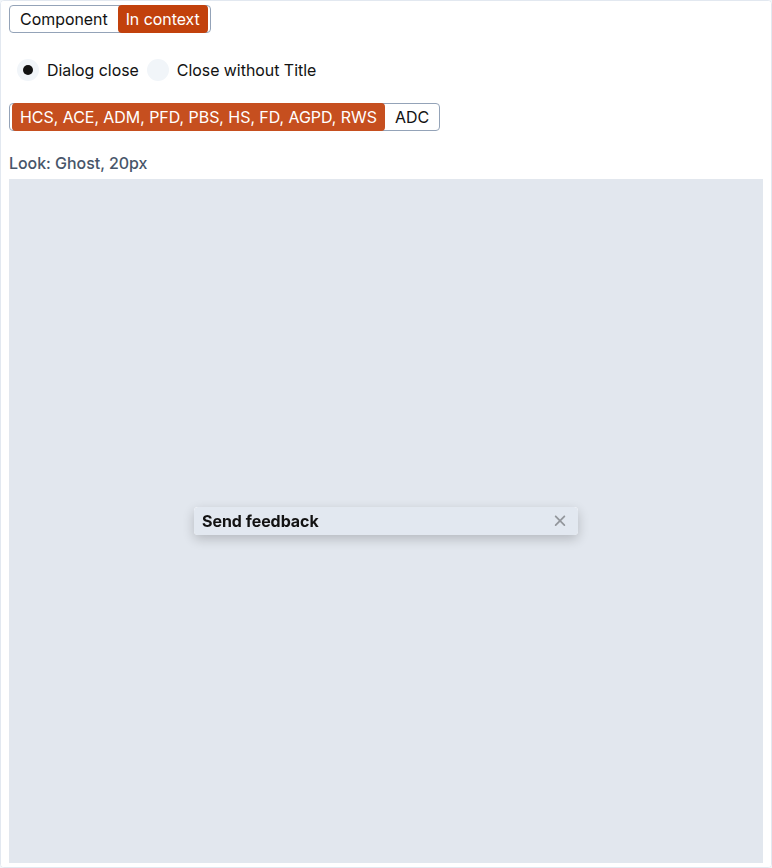 Component In context
Dialog close Close without Title
HCS, ACE, ADM, PFD, PBS, HS, FD, AGPD, RWS ADC
Look: Ghost, 20px
Send feedback